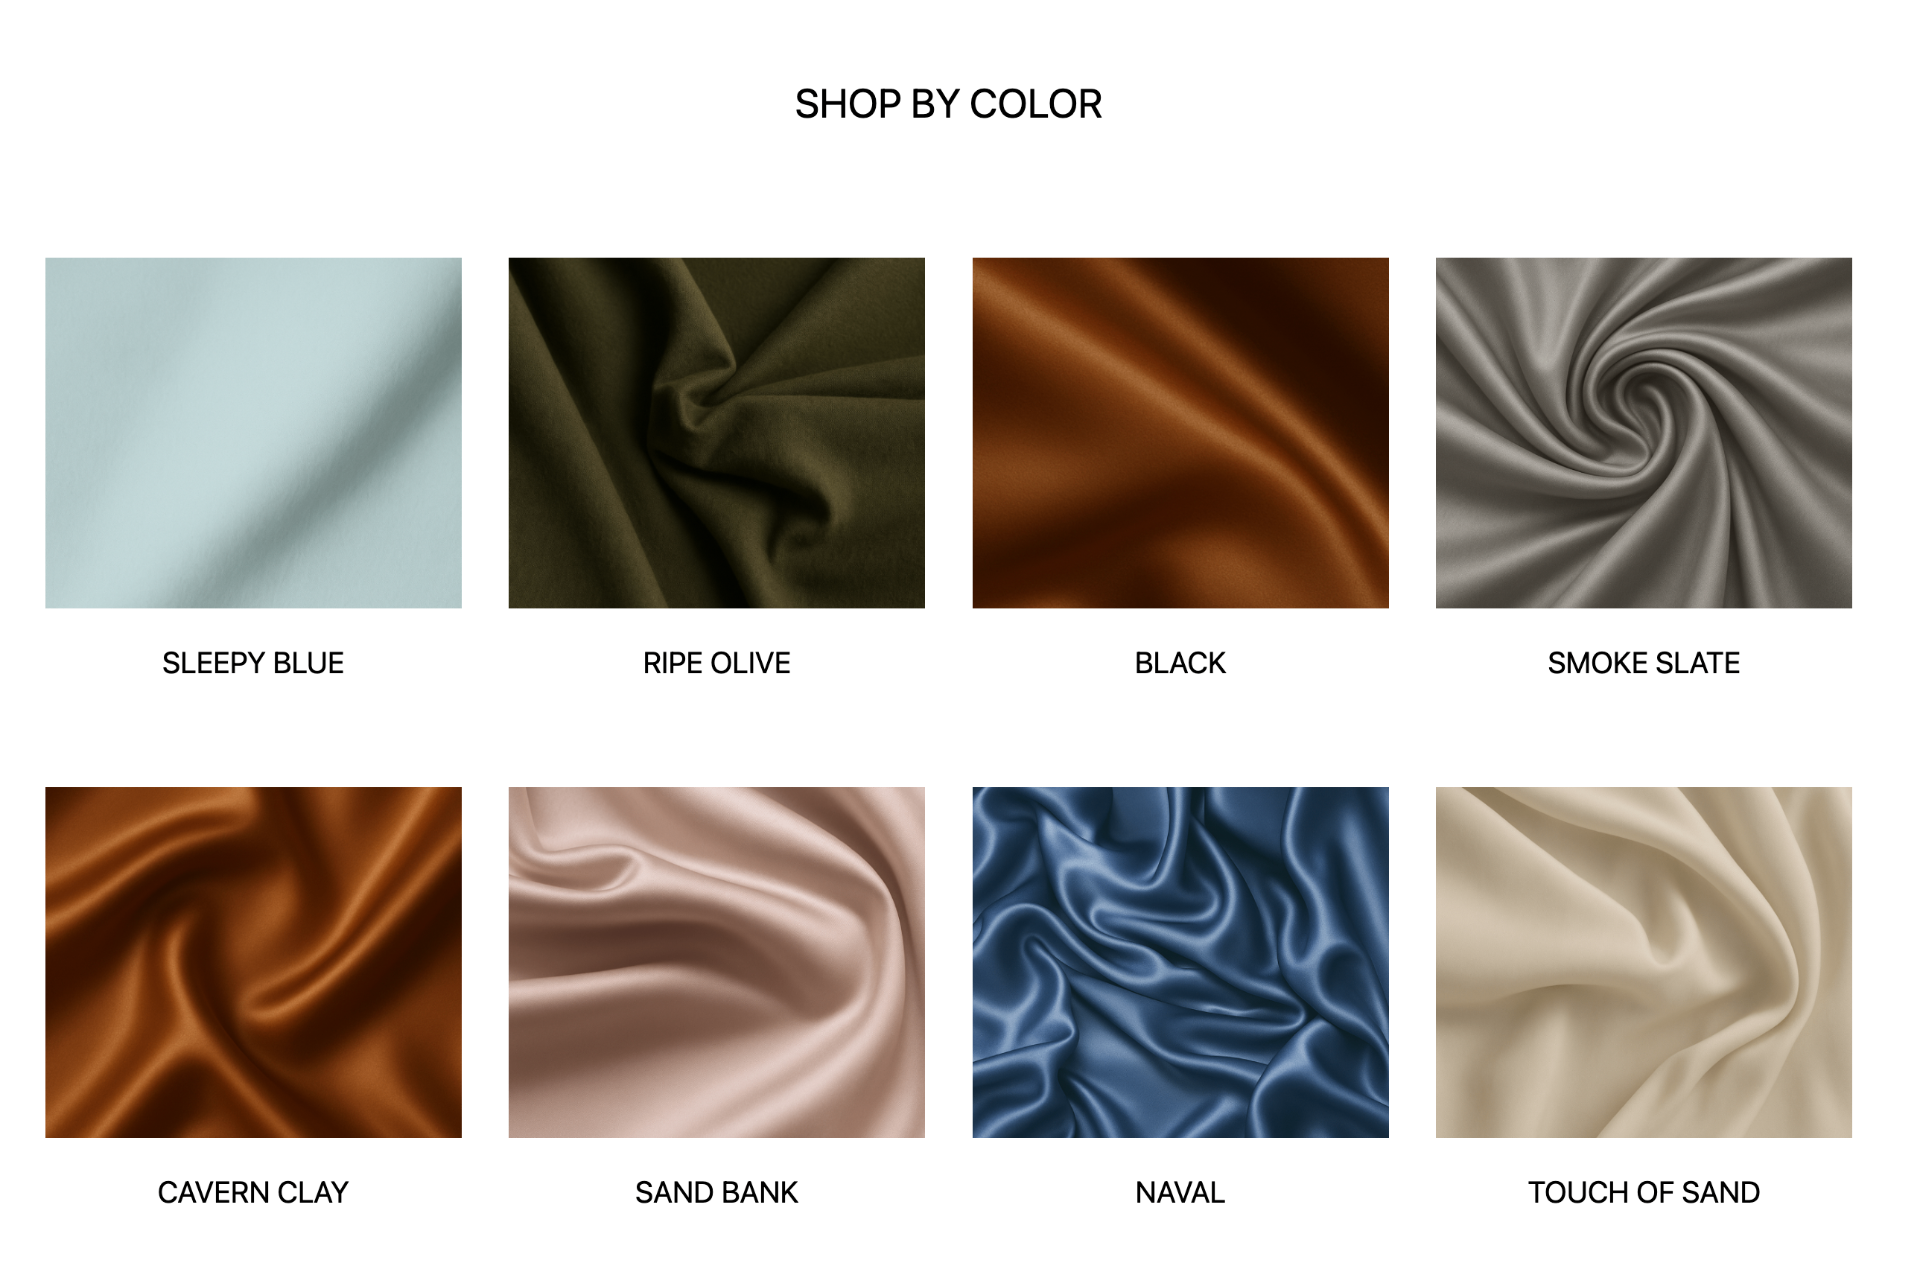 SHOP BY COLOR
SLEEPY BLUE
RIPE OLIVE
BLACK
SMOKE SLATE
CAVERN CLAY
SAND BANK
NAVAL
TOUCH OF SAND